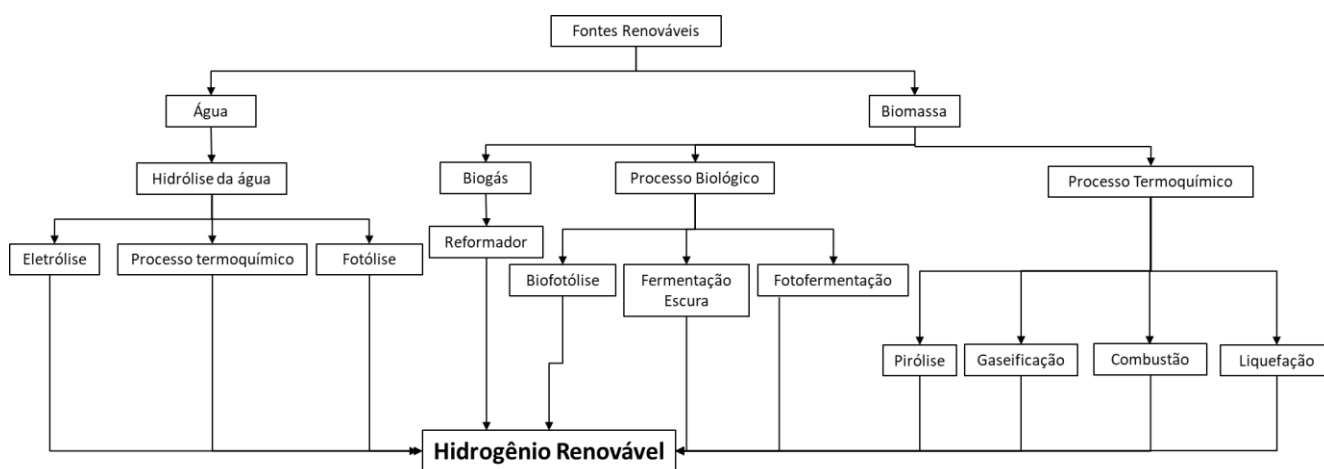 Fontes Renováveis
Água
Biomassa
Hidrólise da água
Biogás
Processo Biológico
Processo Termoquímico
Eletrólise
Processo termoquímico
Fotólise
Reformador
Biofotólise
Fermentação
Escura
Fotofermentação
Pirólise
Gaseificação
Combustão
Liquefação
Hidrogênio Renovável